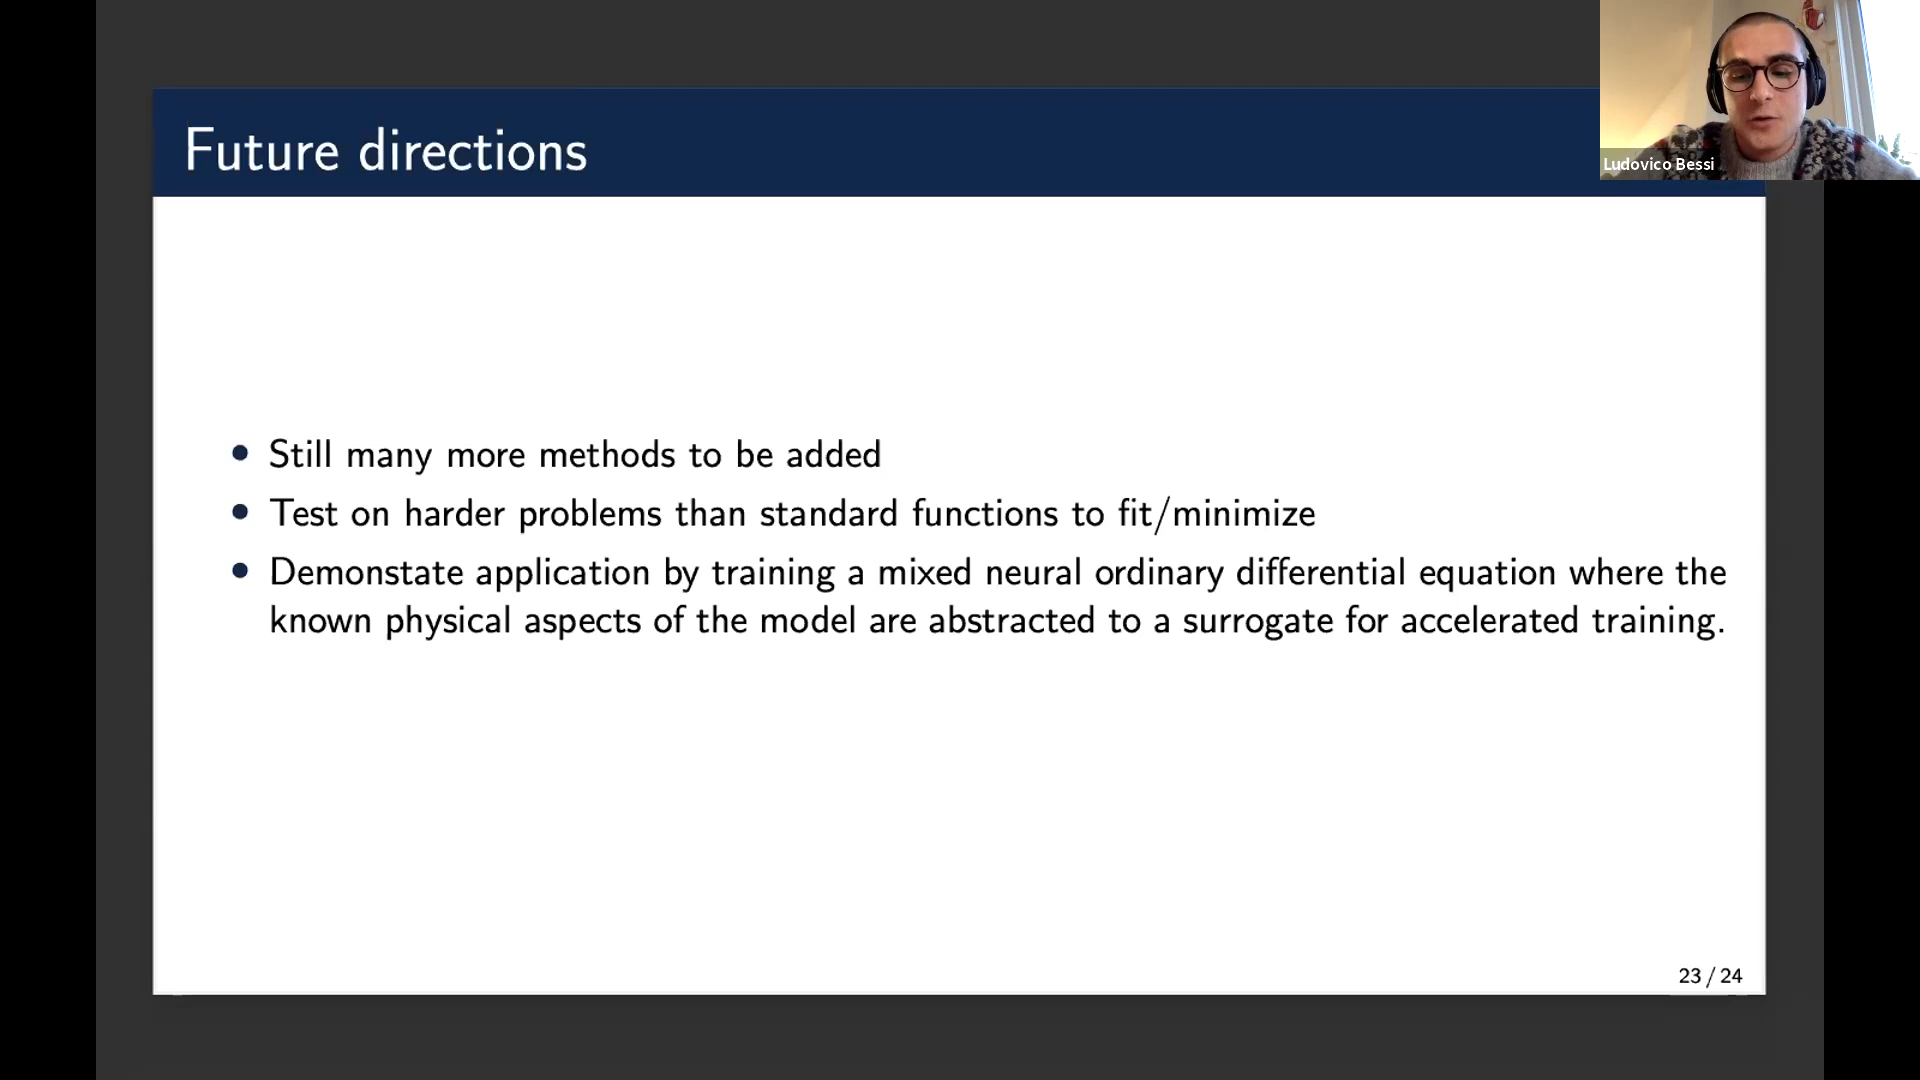 Future directions
Ludovico Bessi
• Still many more methods to be added
• Test on harder problems than standard functions to fit/minimize
• Demonstate application by training a mixed neural ordinary differential equation where the
known physical aspects of the model are abstracted to a surrogate for accelerated training.
23 / 24